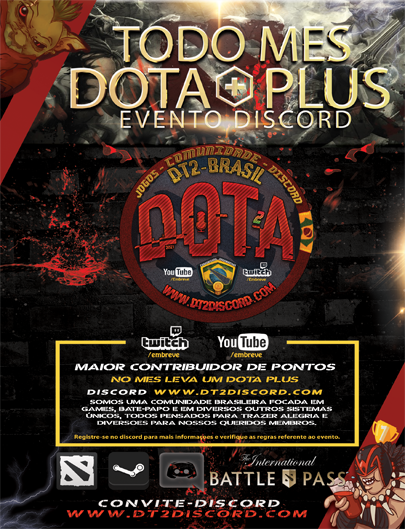 TODO MES
DOTA PLUS
EVENTO DISCORD
JOGOS - COMUNIDADE - DISCORD
DT2-BRASIL
DOTA 2
YouTube
/Embreve
twitch
/Embreve
WWW.DT2DISCORD.COM
twitch
/embreve
YouTube
/embreve
MAIOR CONTRIBUIDOR DE PONTOS
NO MES LEVA UM DOTA PLUS
DISCORD WWW.DT2DISCORD.COM
SOMOS UMA COMUNIDADE BRASILEIRA FOCADA EM
GAMES, BATE-PAPO E EM DIVERSOS OUTROS SISTEMAS
ÚNICOS, TODOS PENSADOS PARA TRAZER ALEGRIA E
DIVERSOES PARA NOSSOS QUERIDOS MEMBROS.
Registre-se no discord para mais informaçoes e verifique as regras referente ao evento.
The International
BATTLE PASS
CONVITE-DISCORD
WWW.DT2DISCORD.COM